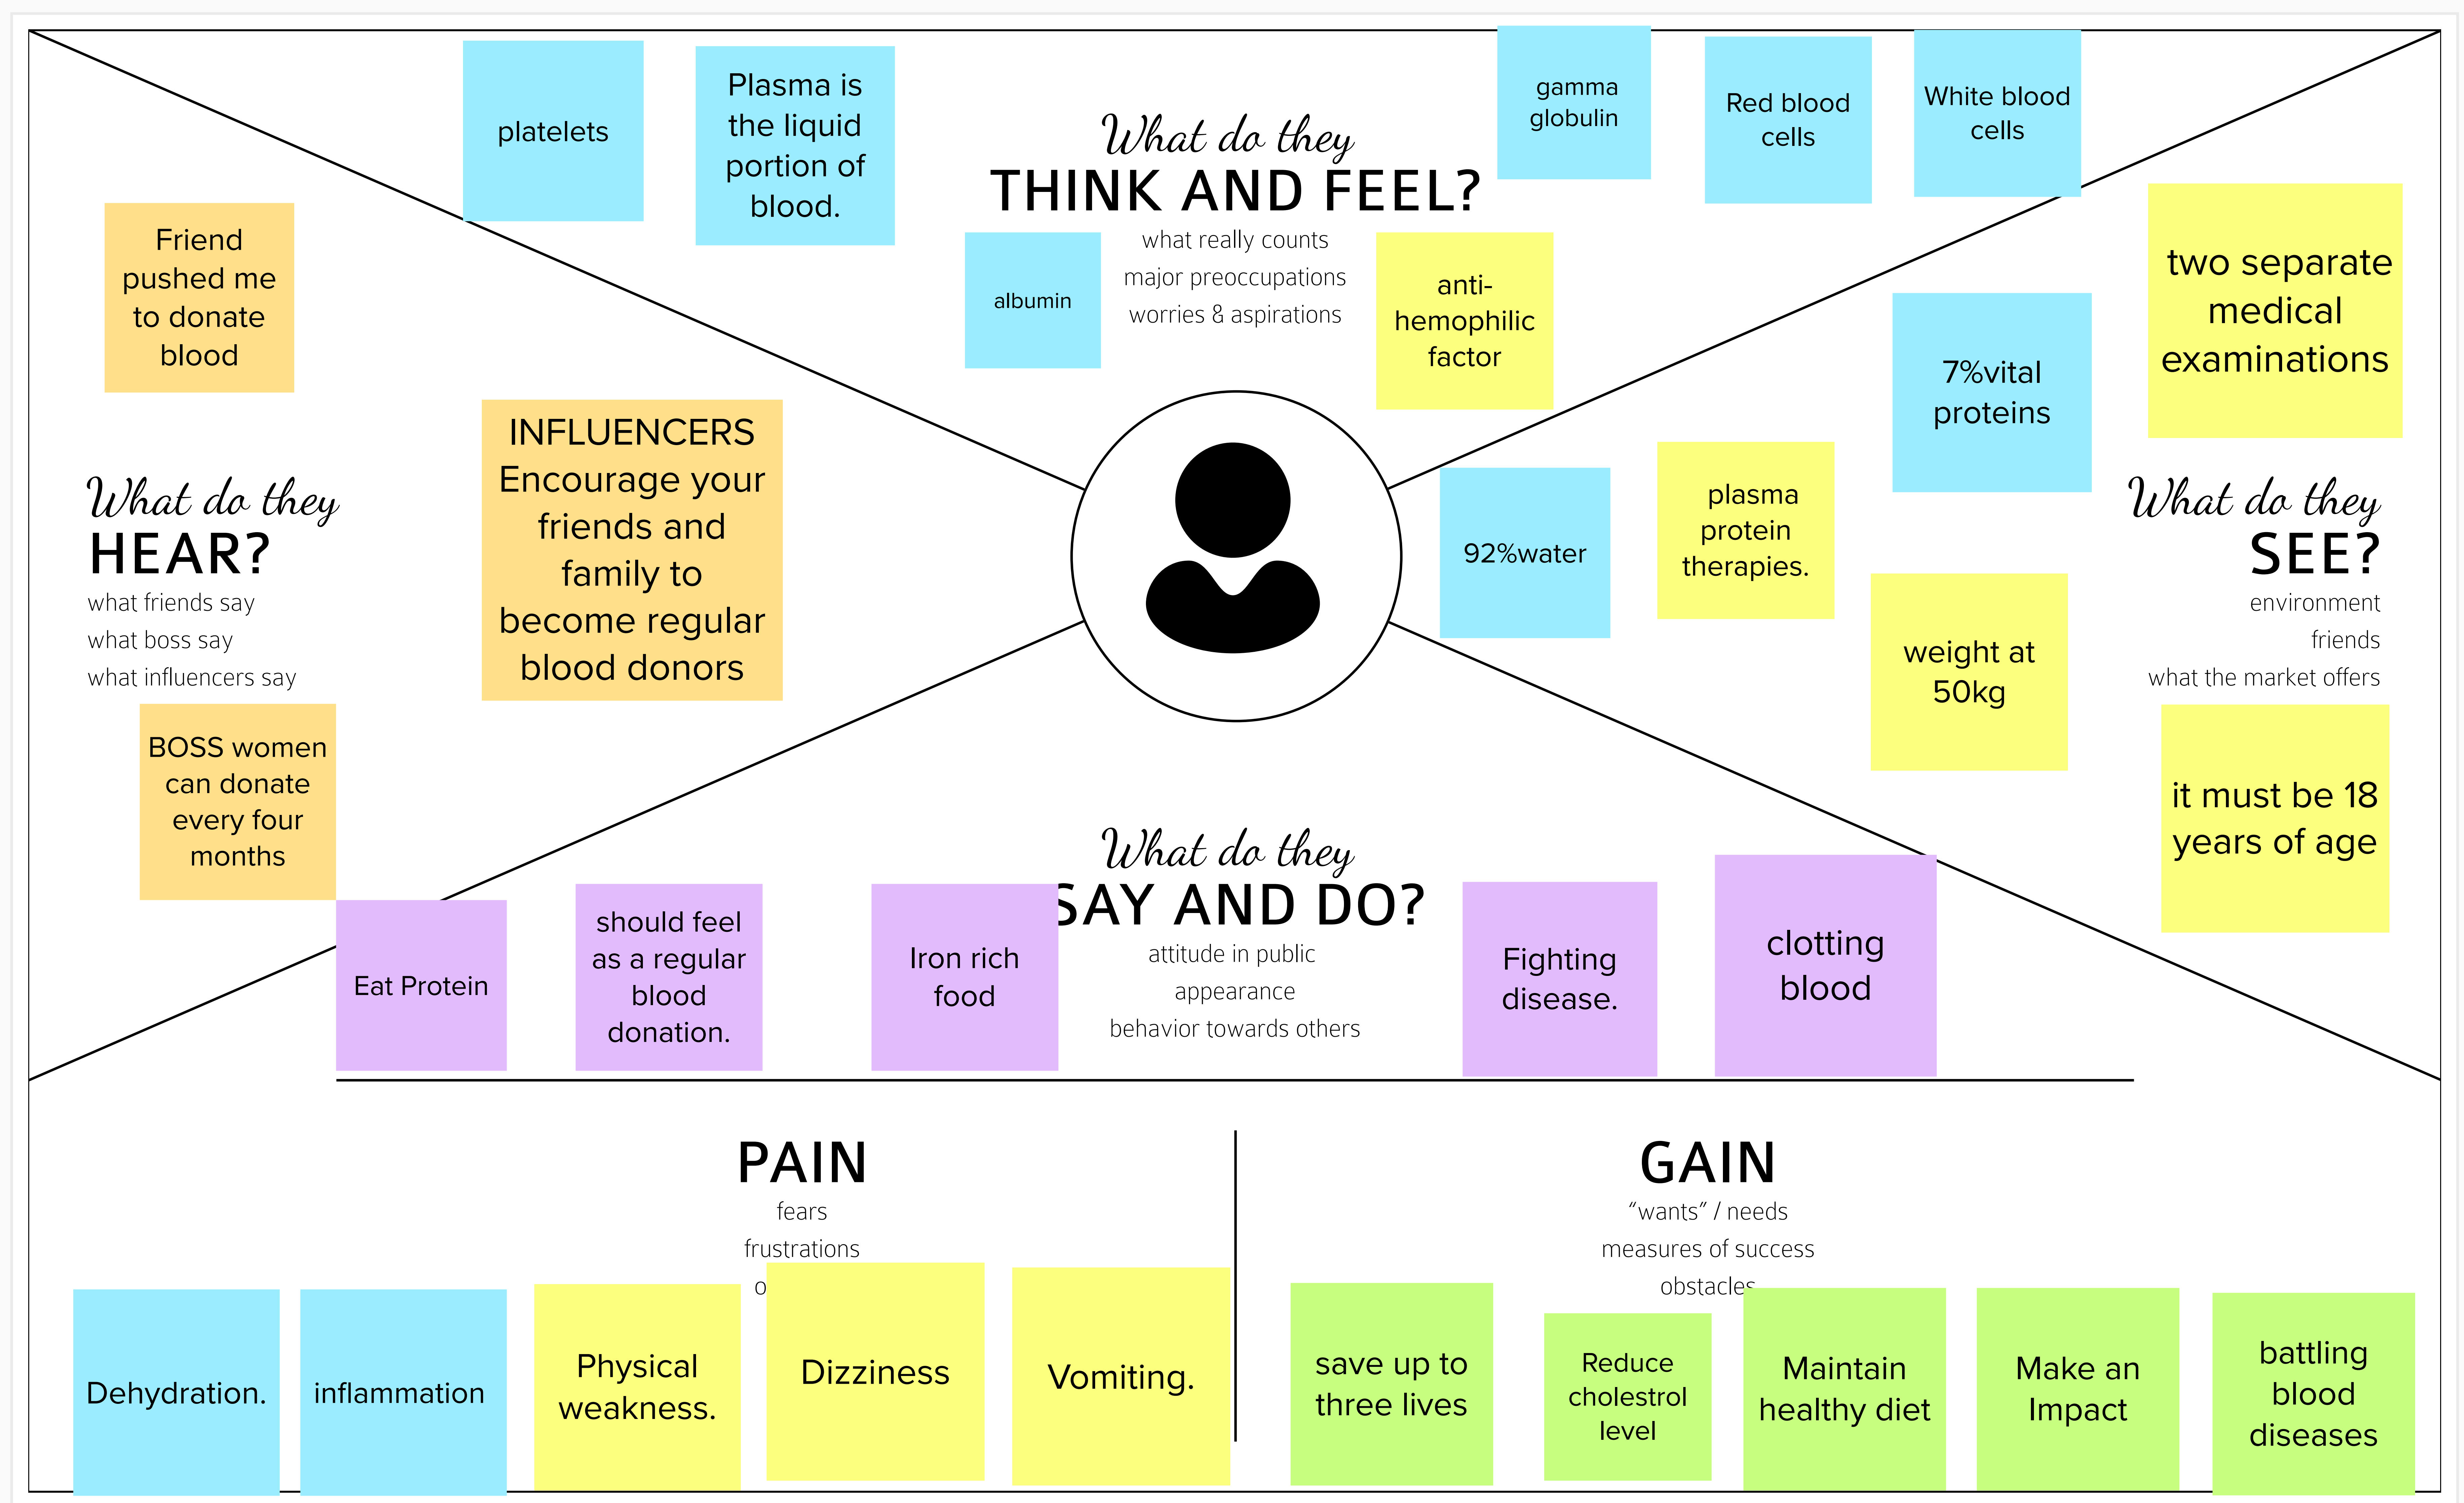 platelets
Plasma is
the liquid
portion of
blood.
What do they
THINK AND FEEL?
what really counts
major preoccupations
worries & aspirations
albumin
anti-
hemophilic
factor
gamma
globulin
Red blood
cells
White blood
cells
Friend
pushed me
to donate
blood
INFLUENCERS
Encourage your
friends and
family to
become regular
blood donors
What do they
HEAR?
what friends say
what boss say
what influencers say
BOSS women
can donate
every four
months
two separate
medical
examinations
7%vital
proteins
92%water
plasma
protein
therapies.
weight at
50kg
What do they
SEE?
environment
friends
what the market offers
it must be 18
years of age
What do they
SAY AND DO?
attitude in public
appearance
behavior towards others
Eat Protein
should feel
as a regular
blood
donation.
Iron rich
food
Fighting
disease.
clotting
blood
PAIN
fears
frustrations
Dehydration.
inflammation
Physical
weakness.
Dizziness
Vomiting.
GAIN
“wants” / needs
measures of success
obstacles
save up to
three lives
Reduce
cholestrol
level
Maintain
healthy diet
Make an
Impact
battling
blood
diseases